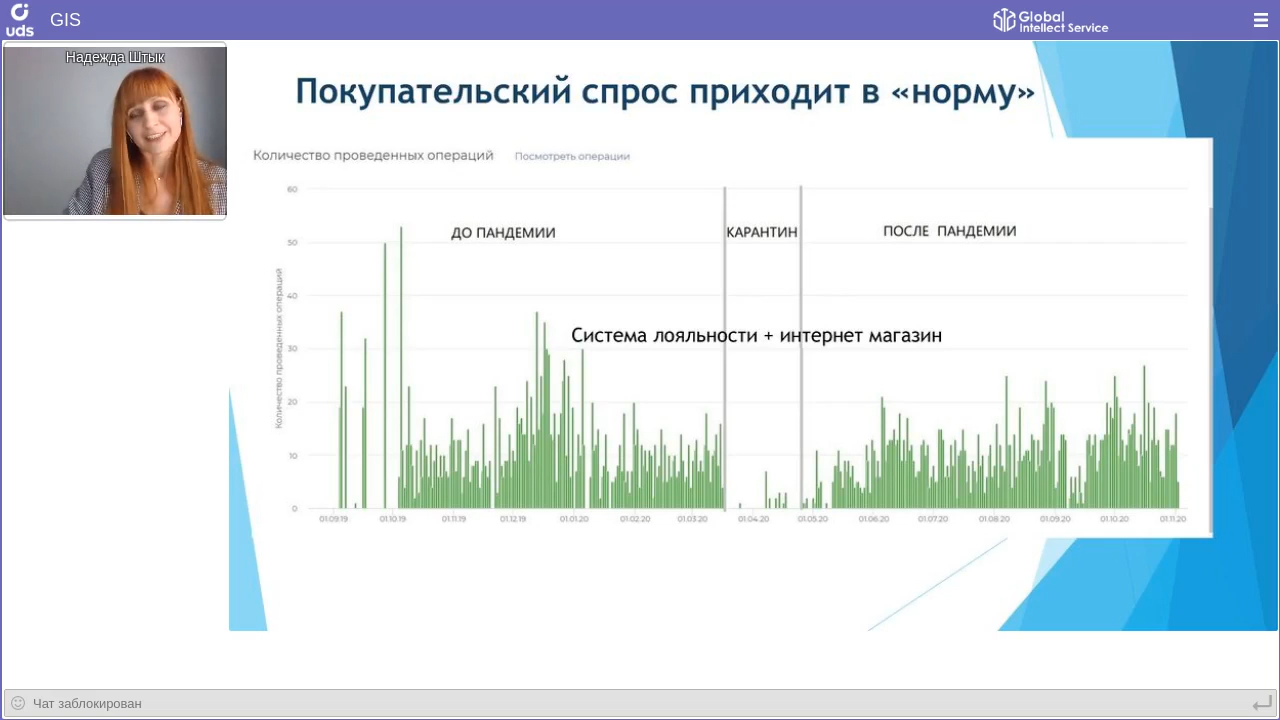 uds
GIS
Global
Intellect Service
Надежда Штык
Покупательский спрос приходит в «норму»
Количество проведенных операций
Посмотреть операции
ДО ПАНДЕМИИ
КАРАНТИН
ПОСЛЕ ПАНДЕМИИ
Система лояльности + интернет магазин
Количество проведенных операций
60
50
40
30
20
10
0
01.09.19 01.10.19 01.11.19 01.12.19 01.01.20 01.02.20 01.03.20 01.04.20 01.05.20 01.06.20 01.07.20 01.08.20 01.09.20 01.10.20 01.11.20
Чат заблокирован